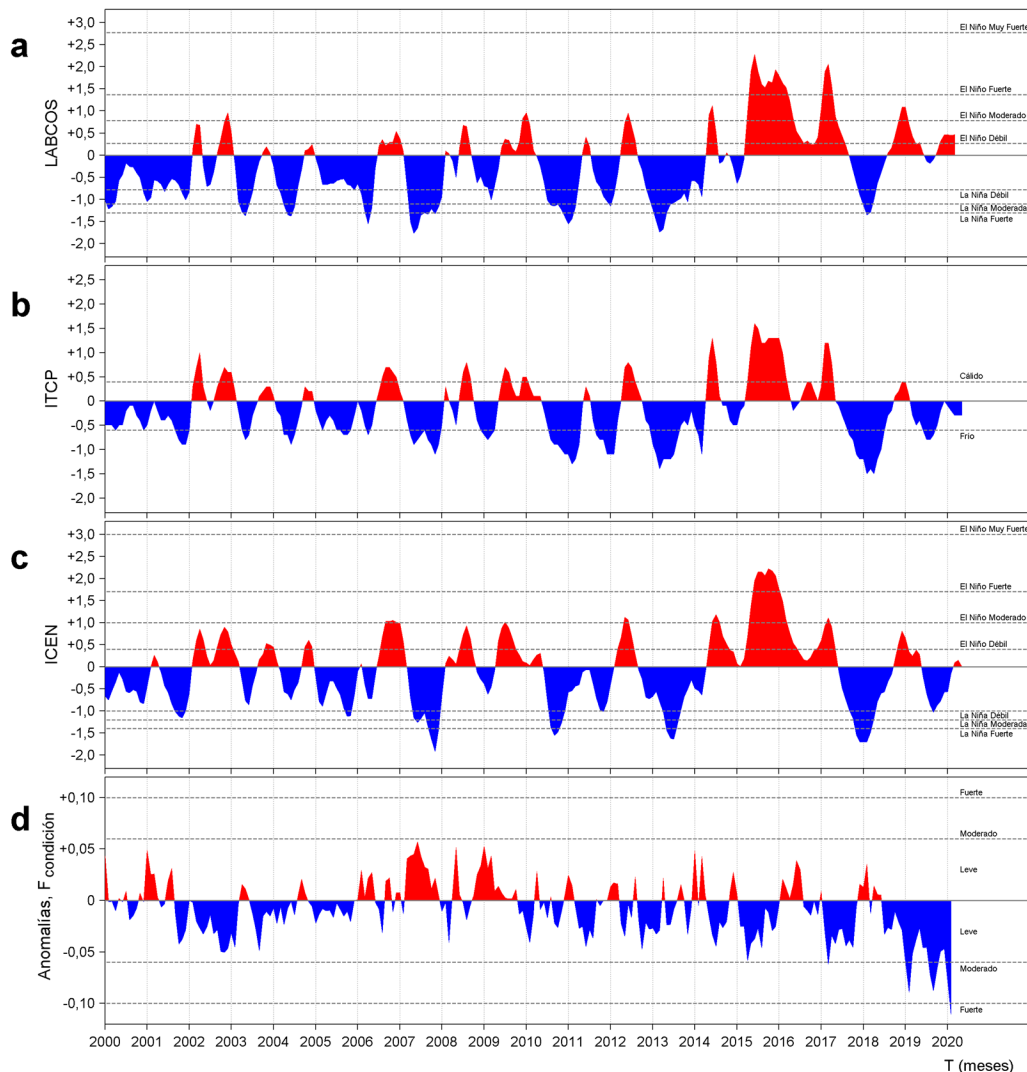 a
LABCOS
+3,0
+2,5
+2,0
+1,5
+1,0
+0,5
0
-0,5
-1,0
-1,5
-2,0
El Niño Muy Fuerte
El Niño Fuerte
El Niño Moderado
El Niño Débil
La Niña Débil
La Niña Moderada
La Niña Fuerte
b
ITCP
+2,5
+2,0
+1,5
+1,0
+0,5
0
-0,5
-1,0
-1,5
-2,0
Cálido
Frio
c
ICEN
+3,0
+2,5
+2,0
+1,5
+1,0
+0,5
0
-0,5
-1,0
-1,5
-2,0
El Niño Muy Fuerte
El Niño Fuerte
El Niño Moderado
El Niño Débil
La Niña Débil
La Niña Moderada
La Niña Fuerte
d
Anomalías, F condición
+0,10
+0,05
0
-0,05
-0,10
Fuerte
Moderado
Leve
Leve
Moderado
Fuerte
2000 2001 2002 2003 2004 2005 2006 2007 2008 2009 2010 2011 2012 2013 2014 2015 2016 2017 2018 2019 2020
T (meses)